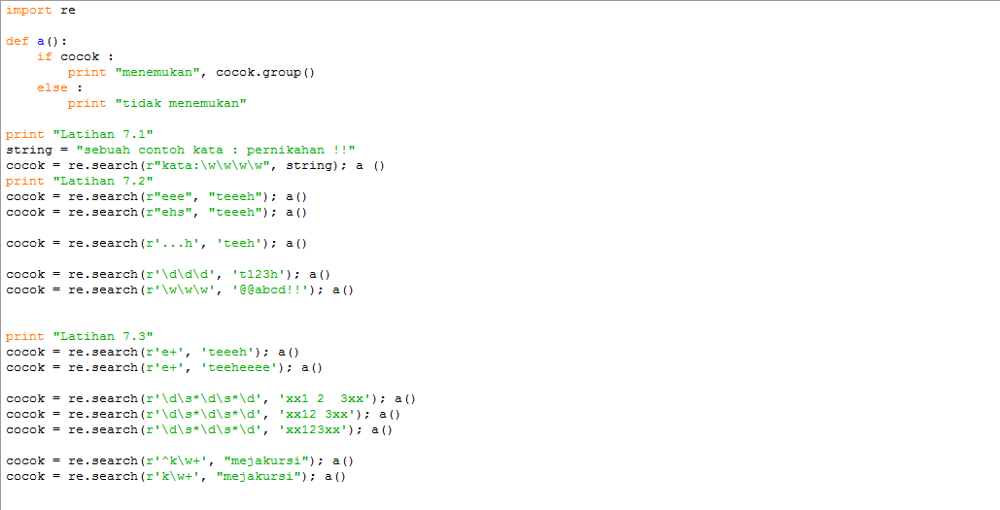 import re
def a():
    if cocok :
        print "menemukan", cocok.group()
    else :
        print "tidak menemukan"
print "Latihan 7.1"
string = "sebuah contoh kata : pernikahan !!"
cocok = re.search(r"kata:\w\w\w\w", string); a ()
print "Latihan 7.2"
cocok = re.search(r"eee", "teeeh"); a()
cocok = re.search(r"ehs", "teeeh"); a()
cocok = re.search(r'...h', 'teeh'); a()
cocok = re.search(r'\d\d\d', 't123h'); a()
cocok = re.search(r'\w\w\w', '@@abcd!!'); a()
print "Latihan 7.3"
cocok = re.search(r'e+', 'teeeh'); a()
cocok = re.search(r'e+', 'teeheeee'); a()
cocok = re.search(r'\d\s*\d\s*\d', 'xx1 2  3xx'); a()
cocok = re.search(r'\d\s*\d\s*\d', 'xx12 3xx'); a()
cocok = re.search(r'\d\s*\d\s*\d', 'xx123xx'); a()
cocok = re.search(r'^k\w+', "mejakursi"); a()
cocok = re.search(r'k\w+', "mejakursi"); a()